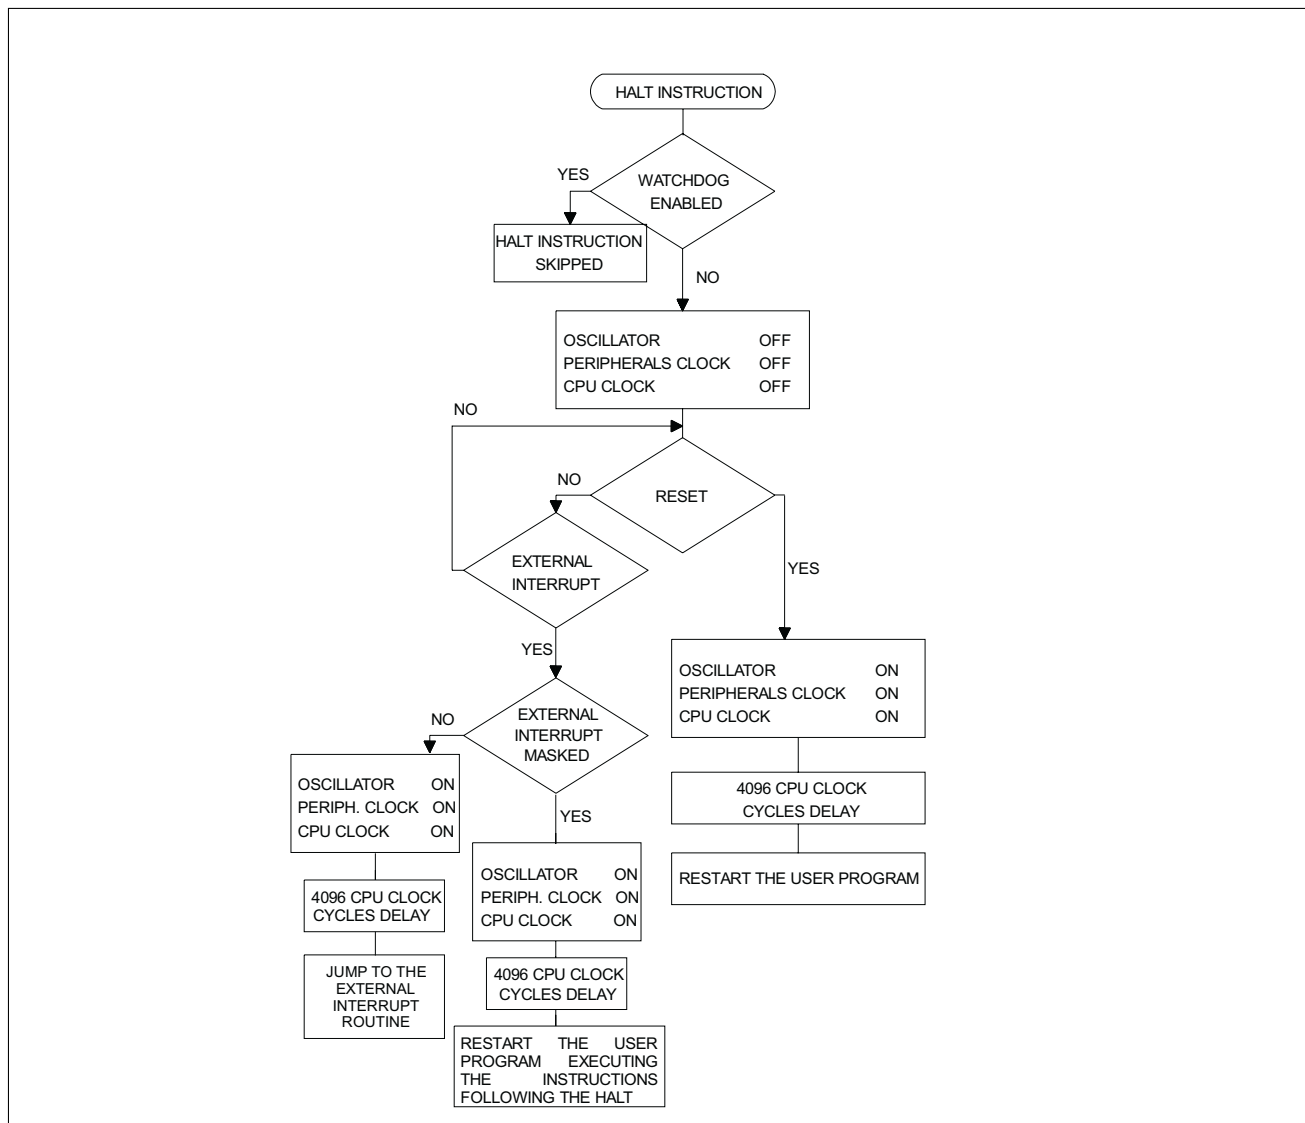 HALT INSTRUCTION
YES
WATCHDOG
ENABLED
HALT INSTRUCTION
SKIPPED
NO
OSCILLATOR OFF
PERIPHERALS CLOCK OFF
CPU CLOCK OFF
NO
NO
RESET
EXTERNAL
INTERRUPT
YES
YES
OSCILLATOR ON
PERIPHERALS CLOCK ON
CPU CLOCK ON
NO
EXTERNAL
INTERRUPT
MASKED
OSCILLATOR ON
PERIPH. CLOCK ON
CPU CLOCK ON
4096 CPU CLOCK
CYCLES DELAY
YES
OSCILLATOR ON
PERIPH. CLOCK ON
CPU CLOCK ON
RESTART THE USER PROGRAM
4096 CPU CLOCK
CYCLES DELAY
JUMP TO THE
EXTERNAL
INTERRUPT
ROUTINE
4096 CPU CLOCK
CYCLES DELAY
RESTART THE USER
PROGRAM EXECUTING
THE INSTRUCTIONS
FOLLOWING THE HALT